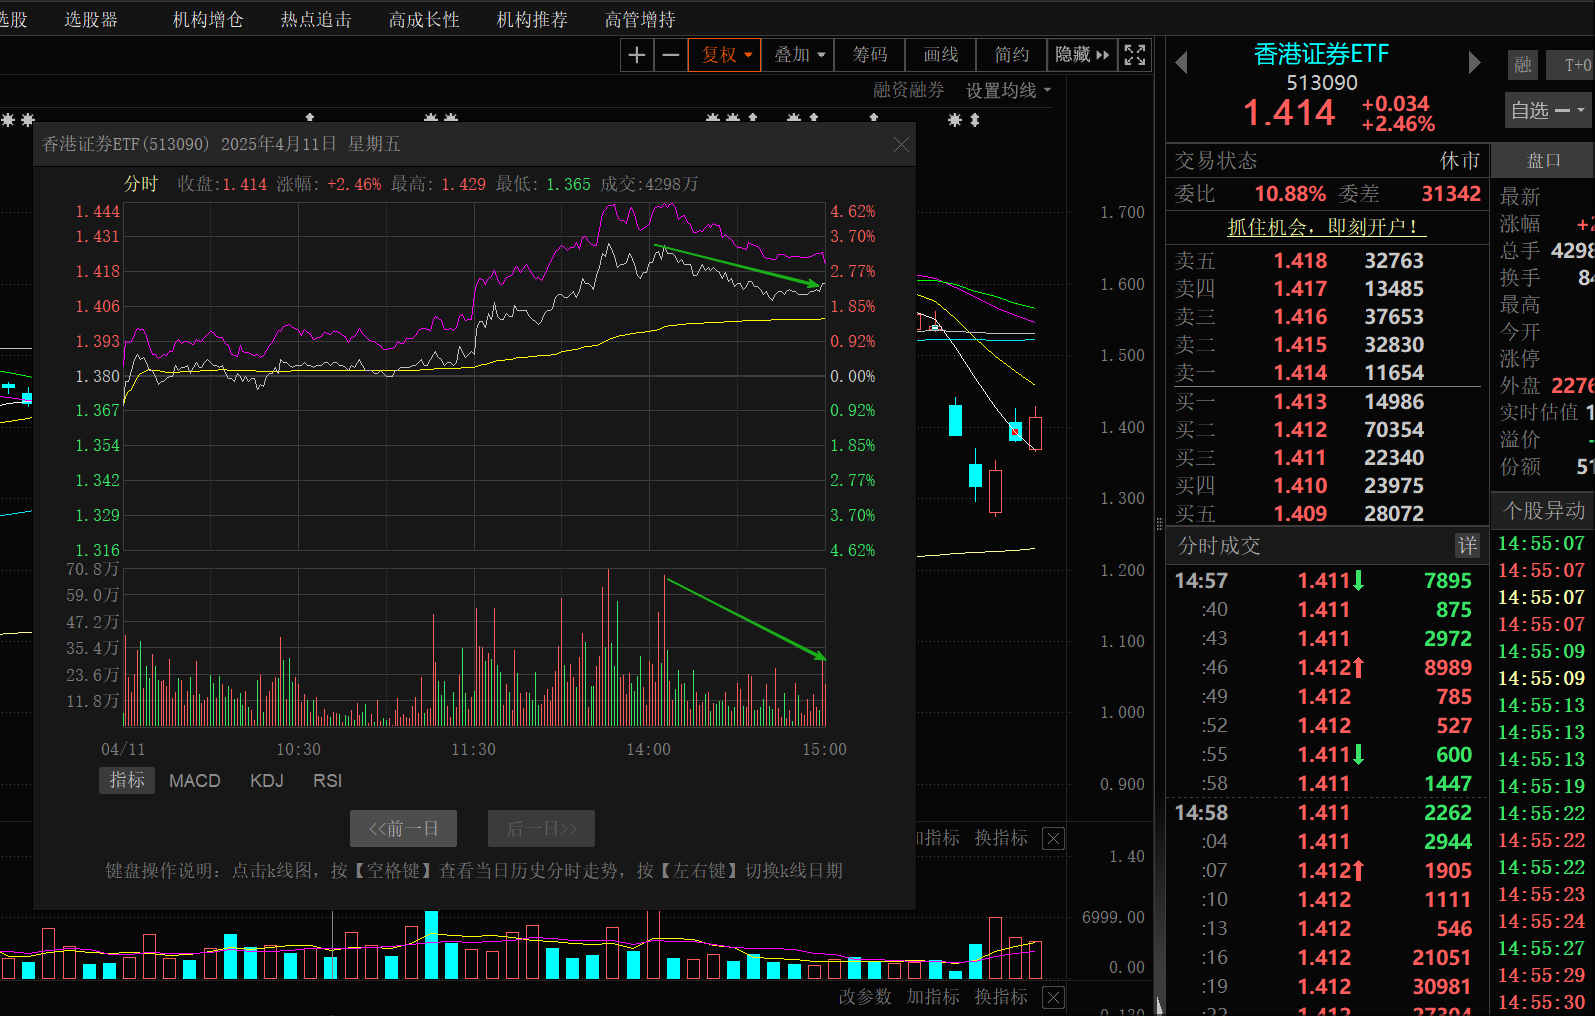 选股 选股器 机构增仓 热点追击 高成长性 机构推荐 高管增持
复权 叠加 筹码 画线 简约 隐藏
融资融券 设置均线
香港证券ETF(513090) 2025年4月11日 星期五
分时 收盘:1.414 涨幅: +2.46% 最高: 1.429 最低: 1.365 成交:4298万
1.444 4.62%
1.431 3.70%
1.418 2.77%
1.406 1.85%
1.393 0.92%
1.380 0.00%
1.367 0.92%
1.354 1.85%
1.342 2.77%
1.329 3.70%
1.316 4.62%
70.8万
59.0万
47.2万
35.4万
23.6万
11.8万
04/11 10:30 11:30 14:00 15:00
指标 MACD KDJ RSI
<<前一日 后一日>>
键盘操作说明: 点击k线图, 按【空格键】查看当日历史分时走势, 按【左右键】切换k线日期
1.700
1.600
1.500
1.400
1.300
1.200
1.100
1.000
0.900
加指标 换指标
1.40
6999.00
0.00
改参数 加指标 换指标
香港证券ETF
513090
1.414 +0.034
+2.46%
融 T+0
自选
交易状态 休市
委比 10.88% 委差 31342
抓住机会, 即刻开户!
卖五 1.418 32763
卖四 1.417 13485
卖三 1.416 37653
卖二 1.415 32830
卖一 1.414 11654
买一 1.413 14986
买二 1.412 70354
买三 1.411 22340
买四 1.410 23975
买五 1.409 28072
分时成交 详
14:57 1.411 7895
:40 1.411 875
:43 1.411 2972
:46 1.412 8989
:49 1.412 785
:52 1.412 527
:55 1.411 600
:58 1.411 1447
14:58 1.411 2262
:04 1.411 2944
:07 1.412 1905
:10 1.412 1111
:13 1.412 546
:16 1.412 21051
:19 1.412 30981
盘口
最新
涨幅
总手 4298
换手
最高
今开
涨停
外盘 2276
实时估值
溢价
份额
个股异动
14:55:07
14:55:07
14:55:07
14:55:07
14:55:09
14:55:09
14:55:13
14:55:13
14:55:13
14:55:19
14:55:22
14:55:22
14:55:22
14:55:23
14:55:24
14:55:27
14:55:29
14:55:30